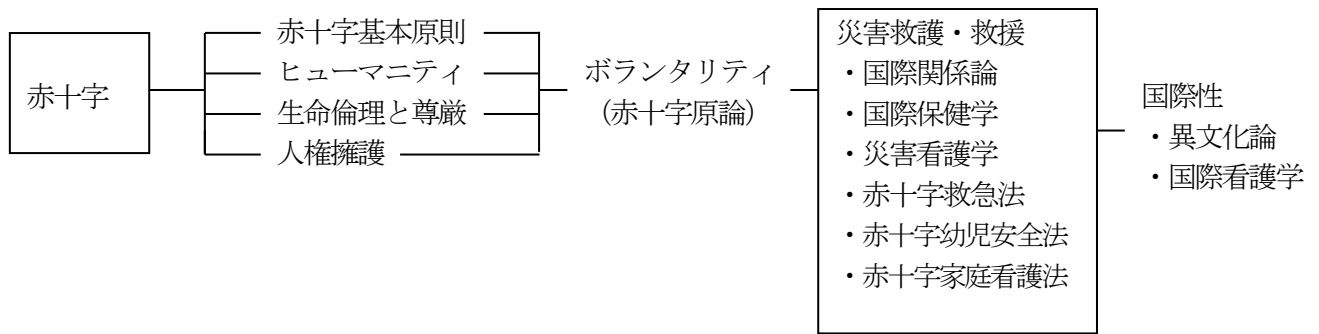 赤十字
赤十字基本原則
ヒューマニティ
生命倫理と尊厳
人権擁護
ボランタリティ
(赤十字原論)
災害救護・救援
・国際関係論
・国際保健学
・災害看護学
・赤十字救急法
・赤十字幼児安全法
・赤十字家庭看護法
国際性
・異文化論
・国際看護学